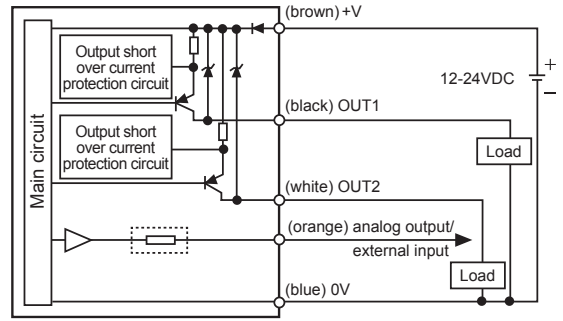 (brown) +V
Output short
over current
protection circuit
12-24VDC
+
−
(black) OUT1
Output short
over current
protection circuit
Load
Main circuit
(white) OUT2
(orange) analog output/
external input
Load
(blue) 0V